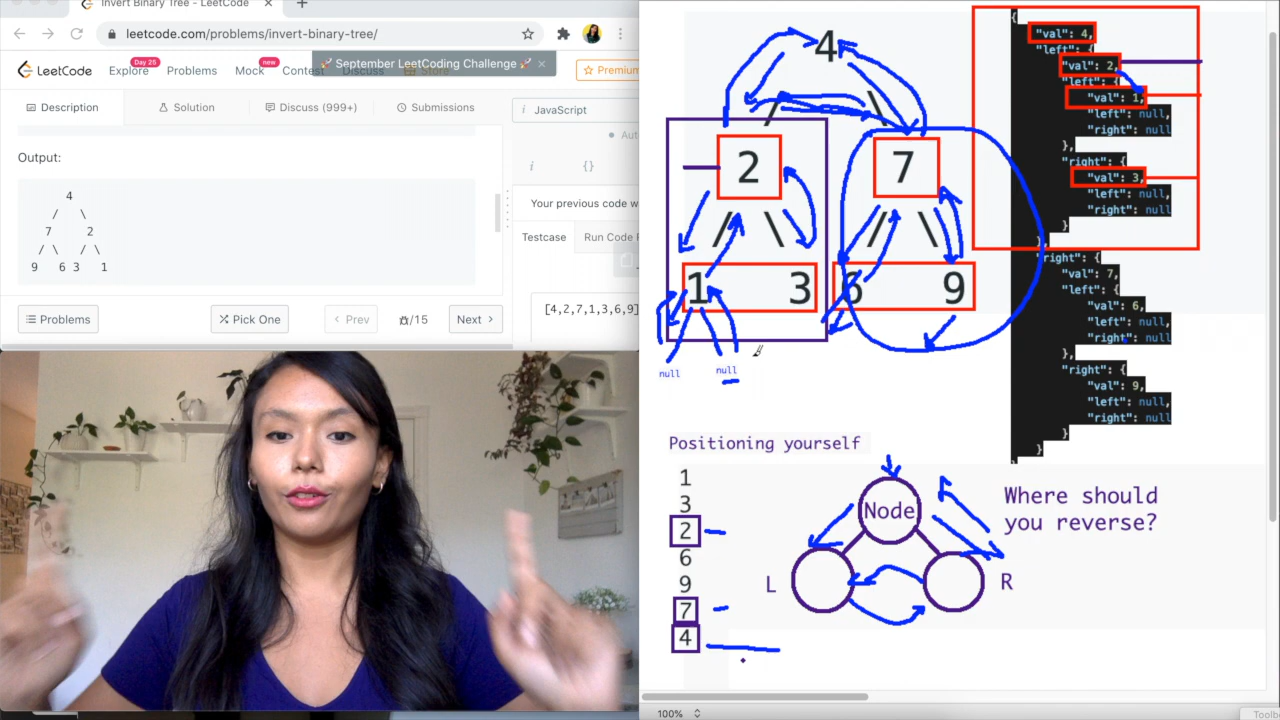 Invert Binary Tree - LeetCode
leetcode.com/problems/invert-binary-tree/
LeetCode
Explore
Day 25
Problems
Mock
new
Contest
Discuss
Store
🚀 September LeetCoding Challenge 🚀
Premium
Description
Solution
Discuss (999+)
Submissions
JavaScript
Output:
4
/ \
7 2
/ \ / \
9 6 3 1
i {}
Your previous code w
Testcase
Run Code
[4,2,7,1,3,6,9]
Problems
Pick One
< Prev
/15
Next >
4
/ \
2 7
/ \ / \
1 3 6 9
null
null
{
"val": 4,
"left": {
"val": 2,
"left": {
"val": 1,
"left": null,
"right": null
},
"right": {
"val": 3,
"left": null,
"right": null
}
},
"right": {
"val": 7,
"left": {
"val": 6,
"left": null,
"right": null
},
"right": {
"val": 9,
"left": null,
"right": null
}
}
Positioning yourself
1
3
2
6
9
7
4
Node
L
R
Where should
you reverse?
100%